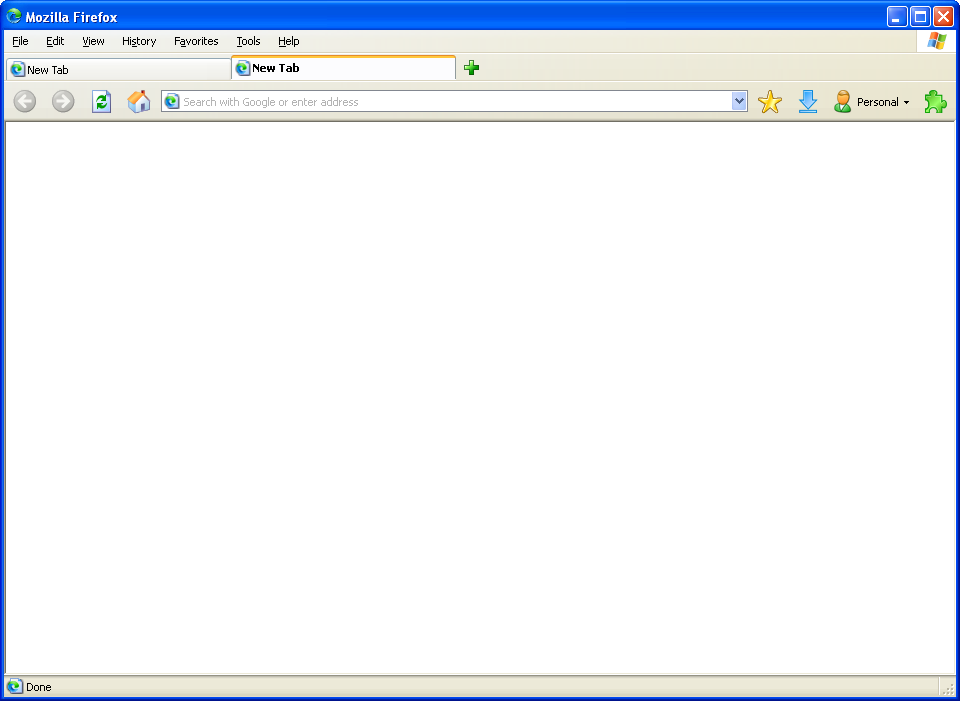 Mozilla Firefox
File Edit View History Favorites Tools Help
New Tab New Tab
Search with Google or enter address Personal
Done